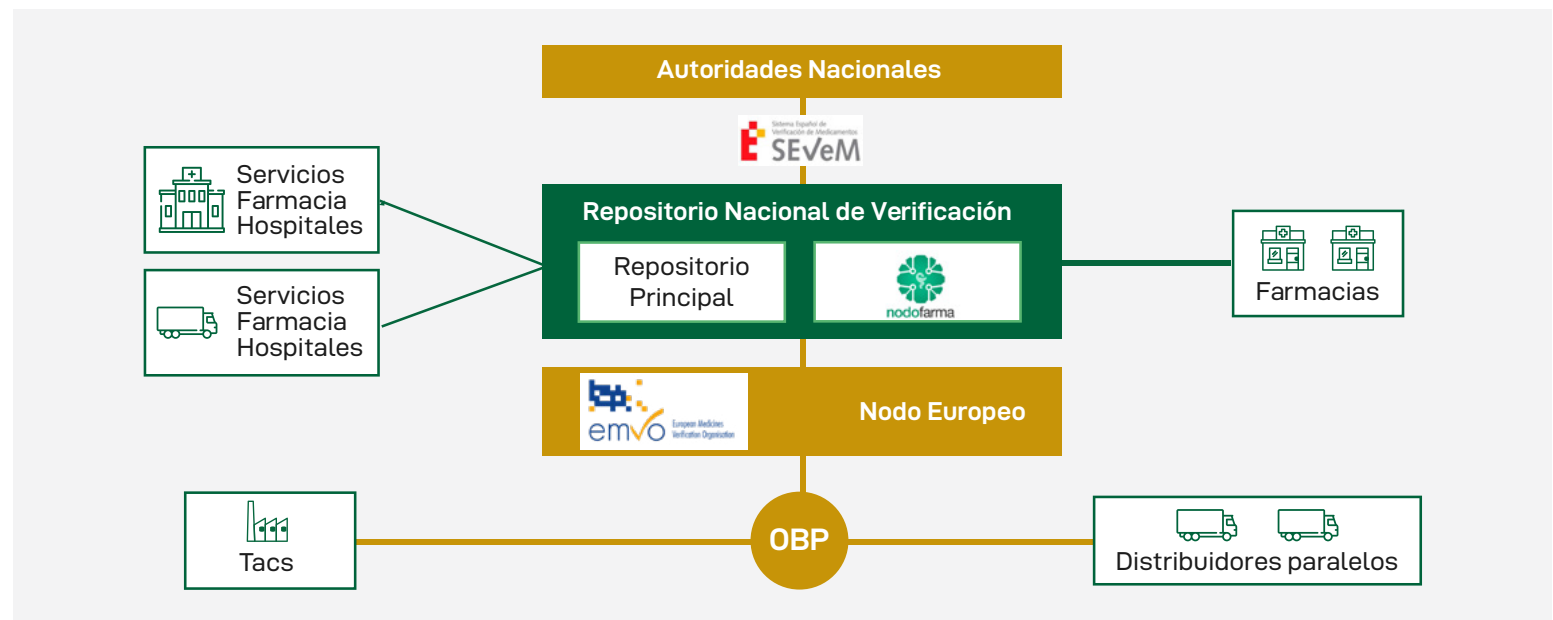 Autoridades Nacionales
Sistema Español de
Verificación de Medicamentos
SEVeM
Servicios
Farmacia
Hospitales
Servicios
Farmacia
Hospitales
Repositorio Nacional de Verificación
Repositorio
Principal
nodofarma
Farmacias
emvo
European Medicines
Verification Organisation
Nodo Europeo
OBP
Tacs
Distribuidores paralelos